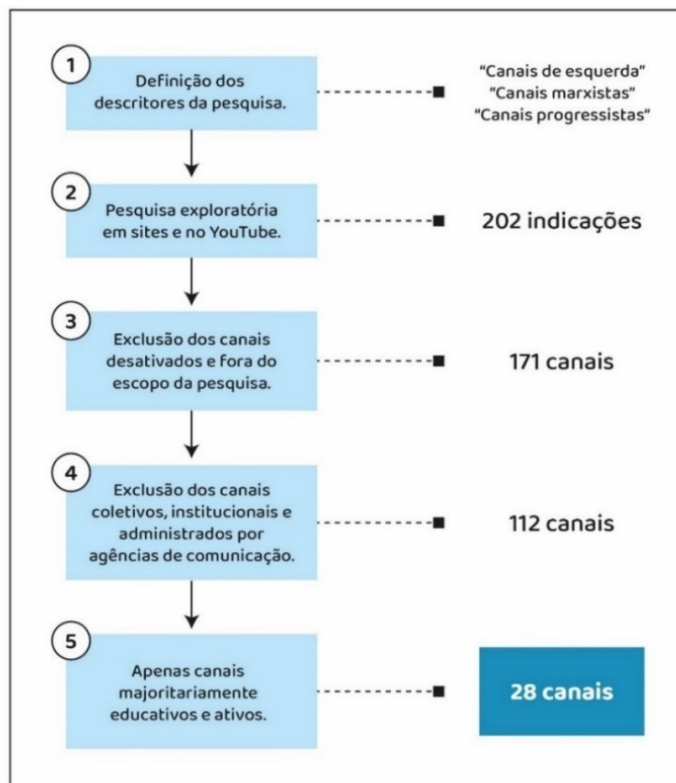 1
Definição dos
descritores da pesquisa.
“Canais de esquerda”
“Canais marxistas”
“Canais progressistas”
2
Pesquisa exploratória
em sites e no YouTube.
202 indicações
3
Exclusão dos canais
desativados e fora do
escopo da pesquisa.
171 canais
4
Exclusão dos canais
coletivos, institucionais e
administrados por
agências de comunicação.
112 canais
5
Apenas canais
majoritariamente
educativos e ativos.
28 canais